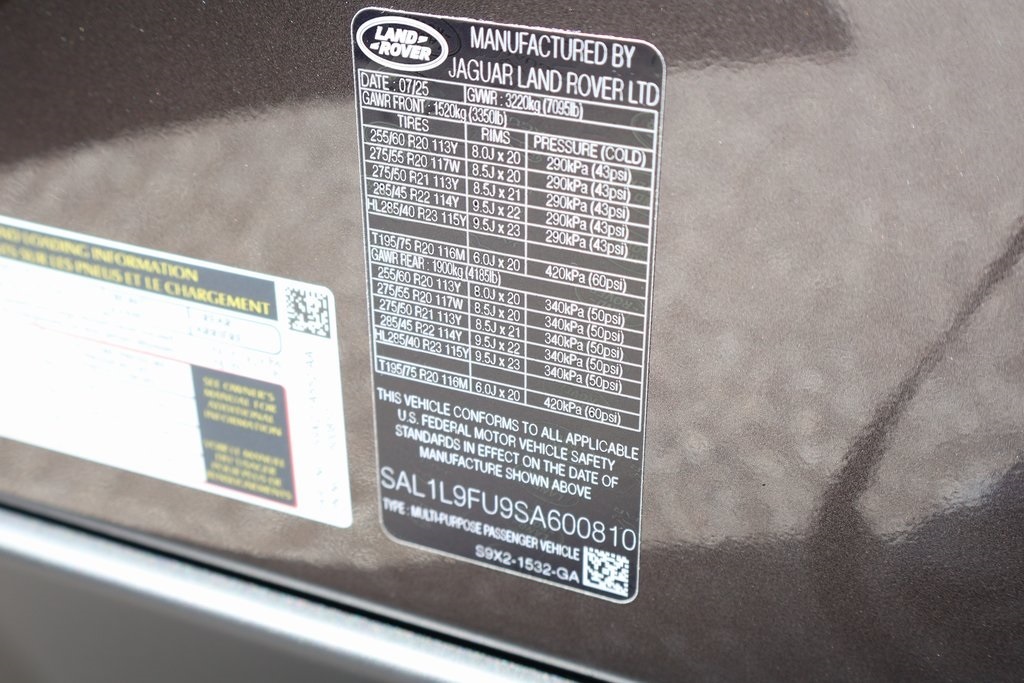 LAND ROVER
MANUFACTURED BY
JAGUAR LAND ROVER LTD
DATE : 07/25 GVWR : 3220kg (7095lb)
GAWR FRONT : 1520kg (3350lb)
TIRES RIMS PRESSURE (COLD)
255/60 R20 113Y 8.0J x 20 290kPa (43psi)
275/55 R20 117W 8.5J x 20 290kPa (43psi)
275/50 R21 113Y 8.5J x 21 290kPa (43psi)
285/45 R22 114Y 9.5J x 22 290kPa (43psi)
HL285/40 R23 115Y 9.5J x 23 290kPa (43psi)
T195/75 R20 116M 6.0J x 20 420kPa (60psi)
GAWR REAR : 1900kg (4185lb)
255/60 R20 113Y 8.0J x 20 340kPa (50psi)
275/55 R20 117W 8.5J x 20 340kPa (50psi)
275/50 R21 113Y 8.5J x 21 340kPa (50psi)
285/45 R22 114Y 9.5J x 22 340kPa (50psi)
HL285/40 R23 115Y 9.5J x 23 340kPa (50psi)
T195/75 R20 116M 6.0J x 20 420kPa (60psi)
THIS VEHICLE CONFORMS TO ALL APPLICABLE
U.S. FEDERAL MOTOR VEHICLE SAFETY
STANDARDS IN EFFECT ON THE DATE OF
MANUFACTURE SHOWN ABOVE
SAL1L9FU9SA600810
TYPE : MULTI-PURPOSE PASSENGER VEHICLE
S9X2-1532-GA
LOADING INFORMATION
LES PNEUS ET LE CHARGEMENT
SEE OWNER'S
MANUAL FOR
ADDITIONAL
INFORMATION